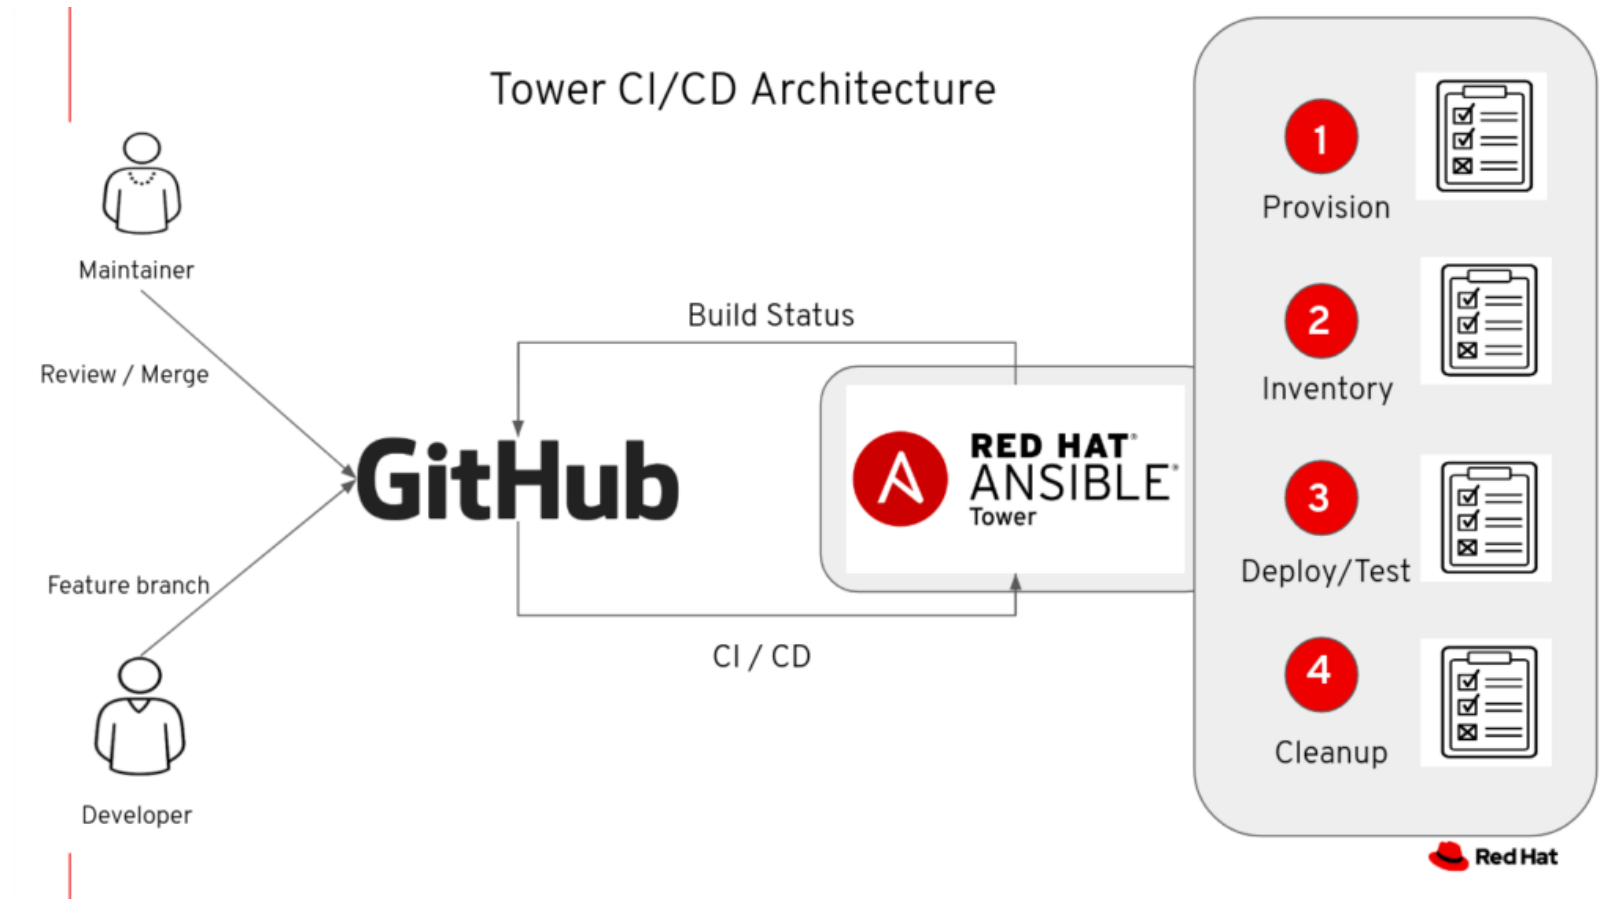 Tower CI/CD Architecture
Maintainer
Review / Merge
GitHub
Feature branch
Developer
Build Status
RED HAT®
ANSIBLE®
Tower
CI / CD
1
Provision
2
Inventory
3
Deploy/Test
4
Cleanup
Red Hat